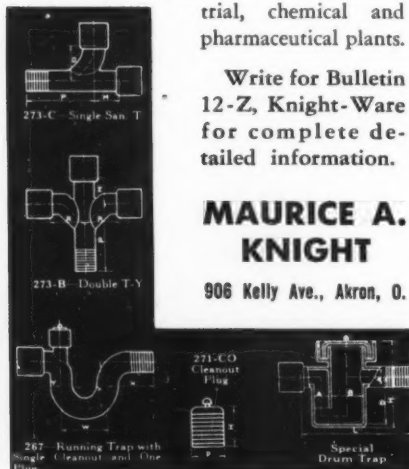 trial, chemical and
pharmaceutical plants.
Write for Bulletin
12-Z, Knight-Ware
for complete de-
tailed information.
MAURICE A.
KNIGHT
906 Kelly Ave., Akron, O.
273-C—Single San. T
273-B—Double T-Y
267—Running Trap with
Single Cleanout and One
Plug
271-CO
Cleanout
Plug
Special
Drum Trap